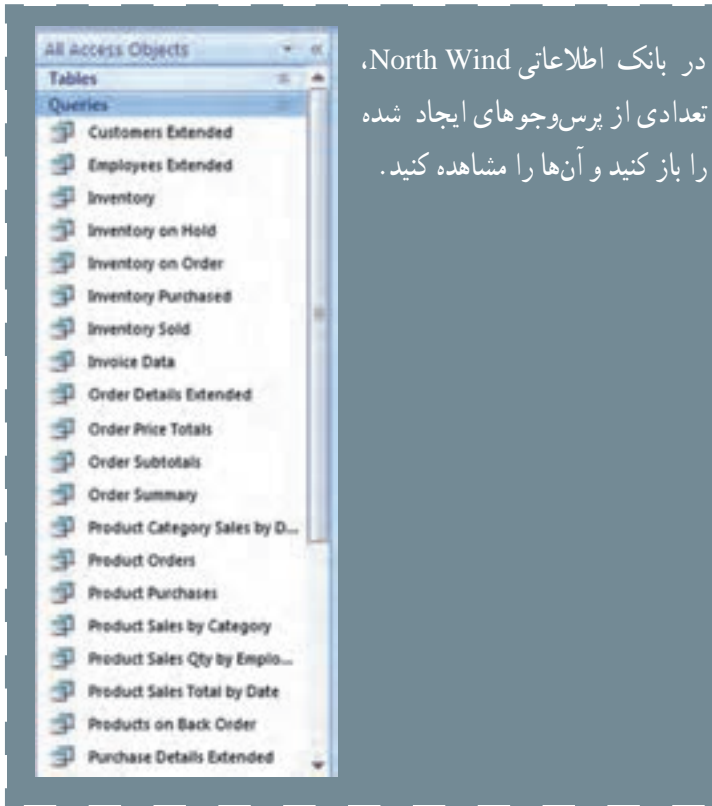 در بانک اطلاعاتی North Wind،
تعدادی از پرس‌وجوهای ایجاد شده
را باز کنید و آن‌ها را مشاهده کنید.
All Access Objects
Tables
Queries
Customers Extended
Employees Extended
Inventory
Inventory on Hold
Inventory on Order
Inventory Purchased
Inventory Sold
Invoice Data
Order Details Extended
Order Price Totals
Order Subtotals
Order Summary
Product Category Sales by D...
Product Orders
Product Purchases
Product Sales by Category
Product Sales Qty by Emplo...
Product Sales Total by Date
Products on Back Order
Purchase Details Extended